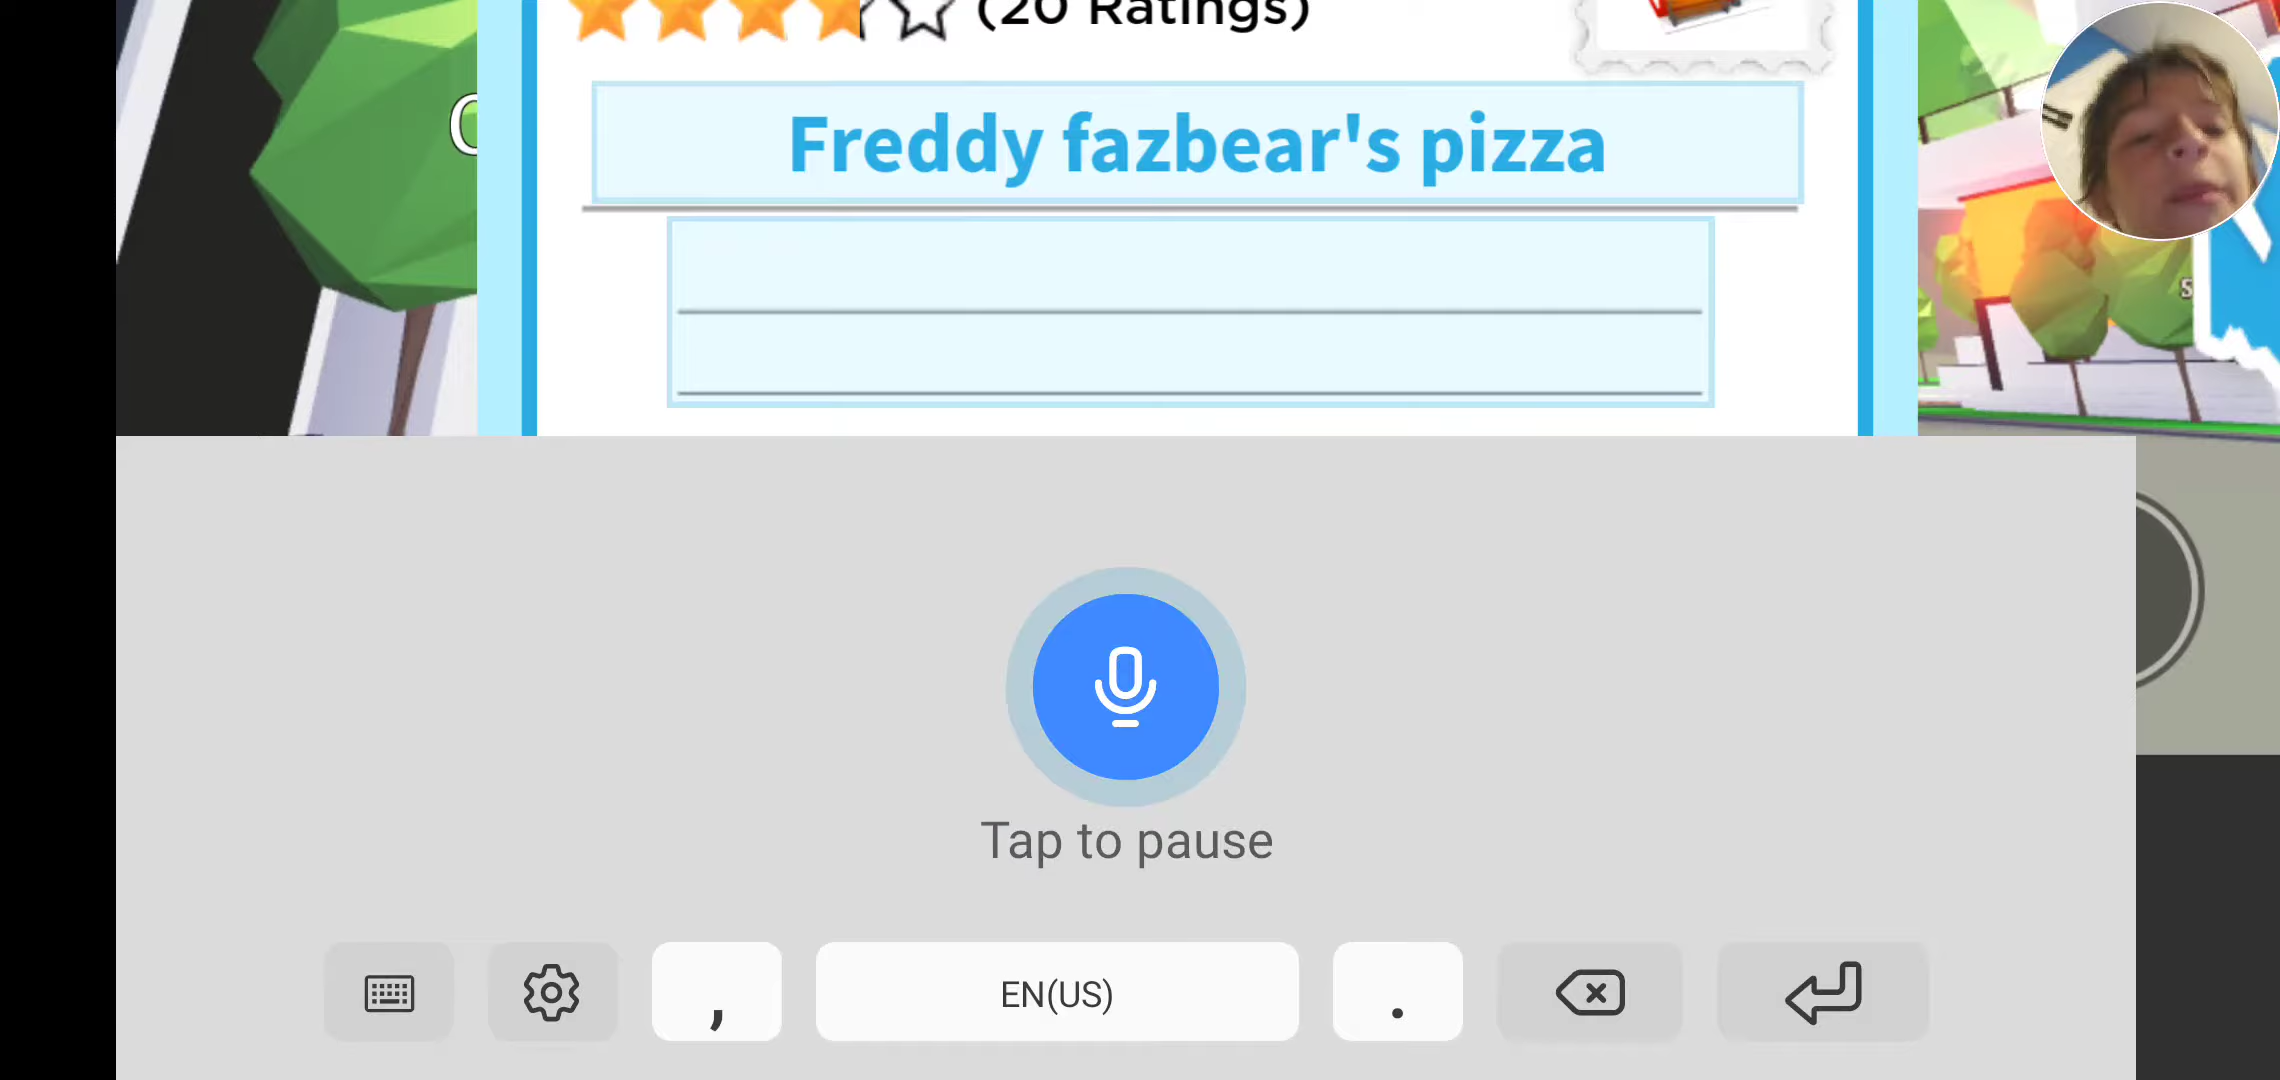 (20 Ratings)
Freddy fazbear's pizza
Tap to pause
,
EN(US)
.